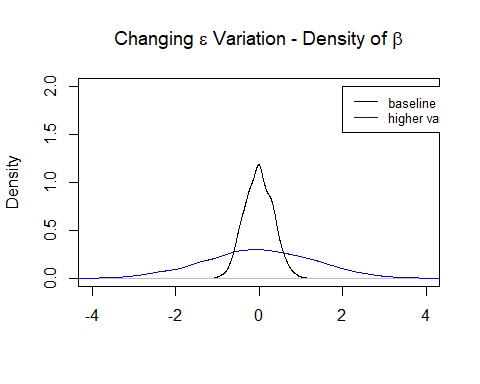 Changing ε Variation - Density of β
baseline
higher va
Density
2.0
1.5
1.0
0.5
0.0
-4
-2
0
2
4